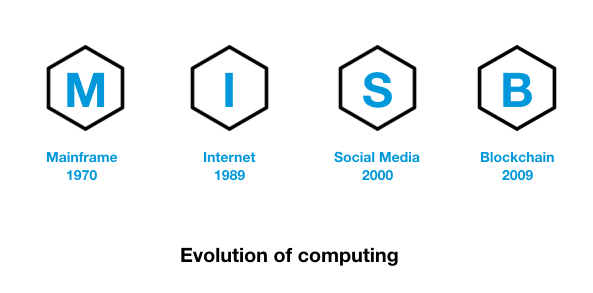 M I S B
Mainframe Internet Social Media Blockchain
1970 1989 2000 2009
Evolution of computing